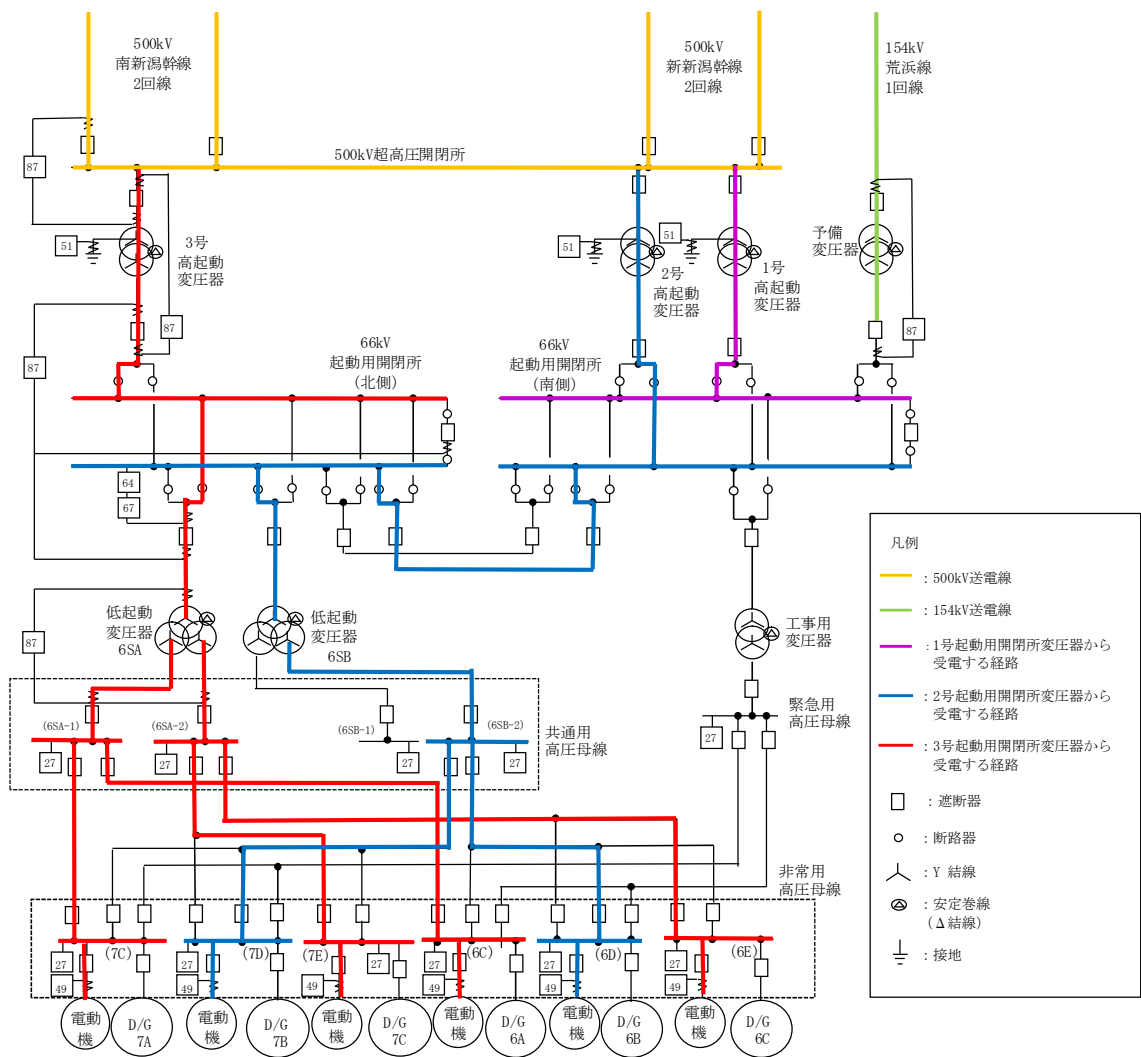 500kV
南新潟幹線
2回線
500kV
新新潟幹線
2回線
154kV
荒浜線
1回線
87
500kV超高圧開閉所
51
3号
高起動
変圧器
87
51
2号
高起動
変圧器
51
1号
高起動
変圧器
予備
変圧器
87
87
66kV
起動用開閉所
(北側)
66kV
起動用開閉所
(南側)
64
67
87
低起動
変圧器
6SA
低起動
変圧器
6SB
工事用
変圧器
緊急用
高圧母線
27
(6SA-1)
(6SA-2)
(6SB-1)
(6SB-2)
共通用
高圧母線
27
27
27
27
非常用
高圧母線
(7C)
(7D)
(7E)
(6C)
(6D)
(6E)
27
27
27
27
27
27
49
49
49
49
49
49
電動
機
D/G
7A
電動
機
D/G
7B
電動
機
D/G
7C
電動
機
D/G
6A
電動
機
D/G
6B
電動
機
D/G
6C
凡例
：500kV送電線
：154kV送電線
：1号起動用開閉所変圧器から
受電する経路
：2号起動用開閉所変圧器から
受電する経路
：3号起動用開閉所変圧器から
受電する経路
：遮断器
：断路器
：Y 結線
：安定巻線
(Δ結線)
：接地